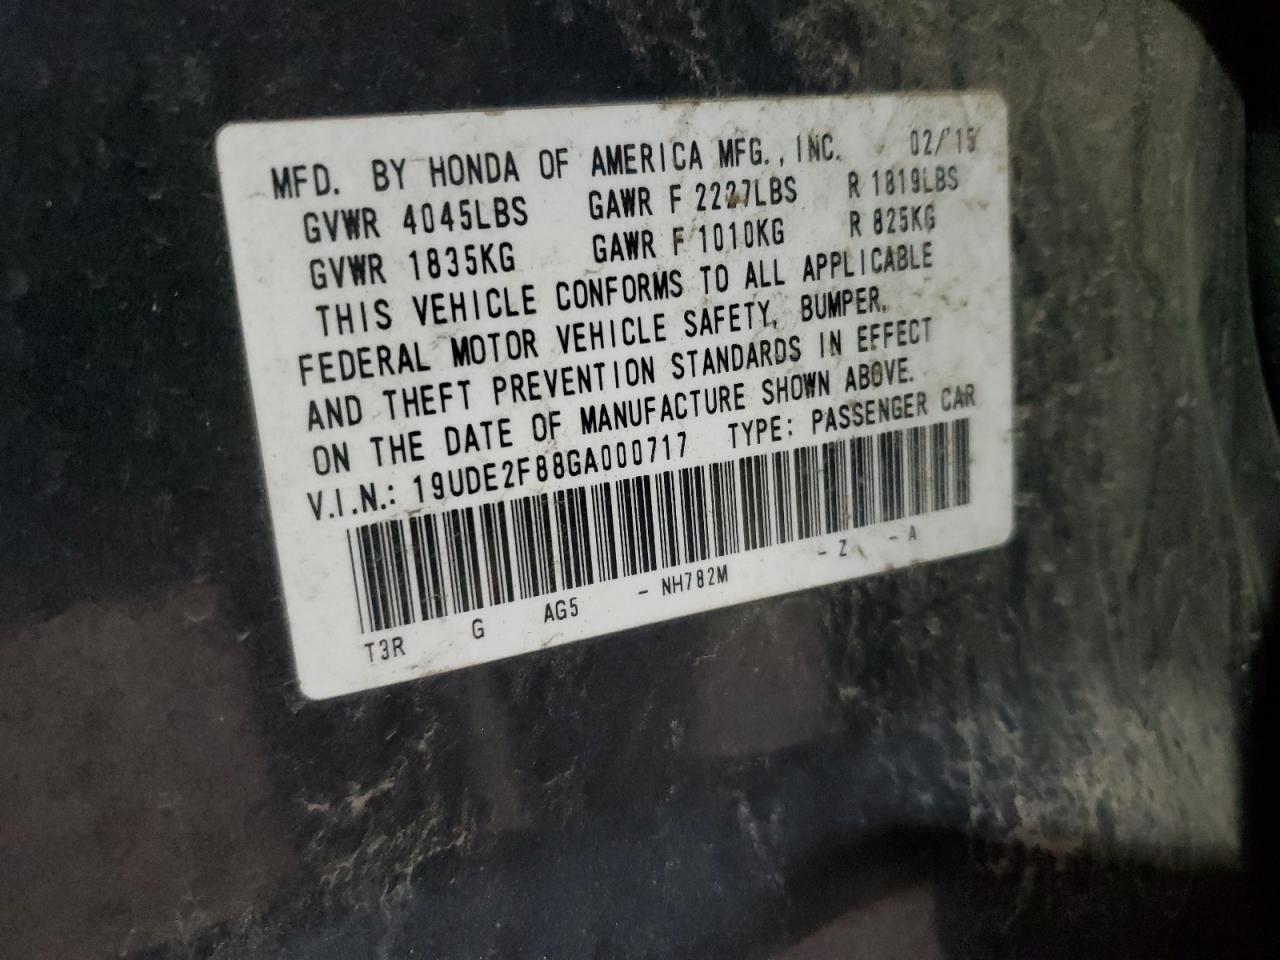 MFD. BY HONDA OF AMERICA MFG., INC. 02/'15
GVWR 4045LBS GAWR F 2227LBS R 1819LBS
GVWR 1835KG GAWR F 1010KG R 825KG
THIS VEHICLE CONFORMS TO ALL APPLICABLE
FEDERAL MOTOR VEHICLE SAFETY, BUMPER,
AND THEFT PREVENTION STANDARDS IN EFFECT
ON THE DATE OF MANUFACTURE SHOWN ABOVE.
V.I.N.: 19UDE2F88GA000717 TYPE: PASSENGER CAR
T3R G AG5 - NH782M - Z - A